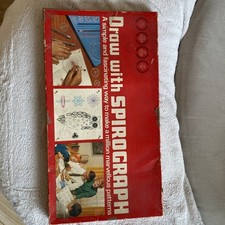 Draw with SPIROGRAPH
A simple and fascinating way to make a million marvellous patterns